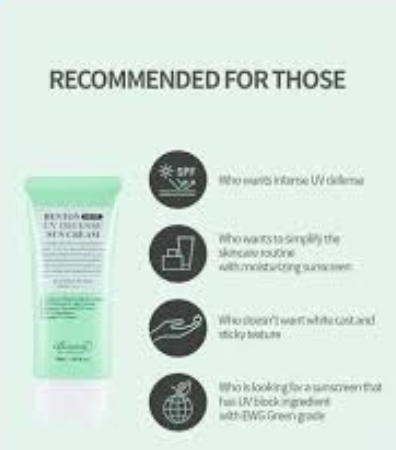 RECOMMENDED FOR THOSE
SPF
Who wants intense UV defense
BENTON
UV DEFENSE
SUN CREAM
Who wants to simplify the
skincare routine
with moisturizing sunscreen
Who doesn't want white cast and
sticky texture
Who is looking for a sunscreen that
has UV block ingredient
with EWG Green grade